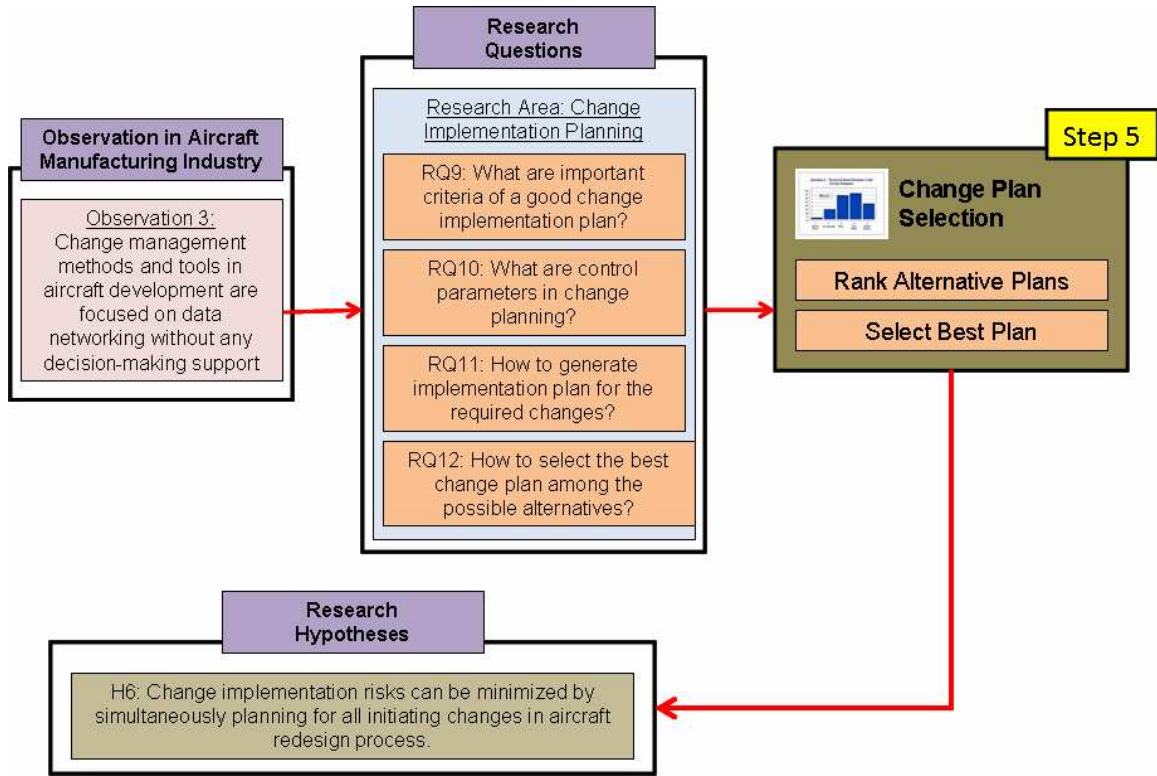 Observation in Aircraft
Manufacturing Industry
Observation 3:
Change management
methods and tools in
aircraft development are
focused on data
networking without any
decision-making support
Research
Questions
Research Area: Change
Implementation Planning
RQ9: What are important
criteria of a good change
implementation plan?
RQ10: What are control
parameters in change
planning?
RQ11: How to generate
implementation plan for the
required changes?
RQ12: How to select the best
change plan among the
possible alternatives?
Step 5
Change Plan
Selection
Rank Alternative Plans
Select Best Plan
Research
Hypotheses
H6: Change implementation risks can be minimized by
simultaneously planning for all initiating changes in aircraft
redesign process.